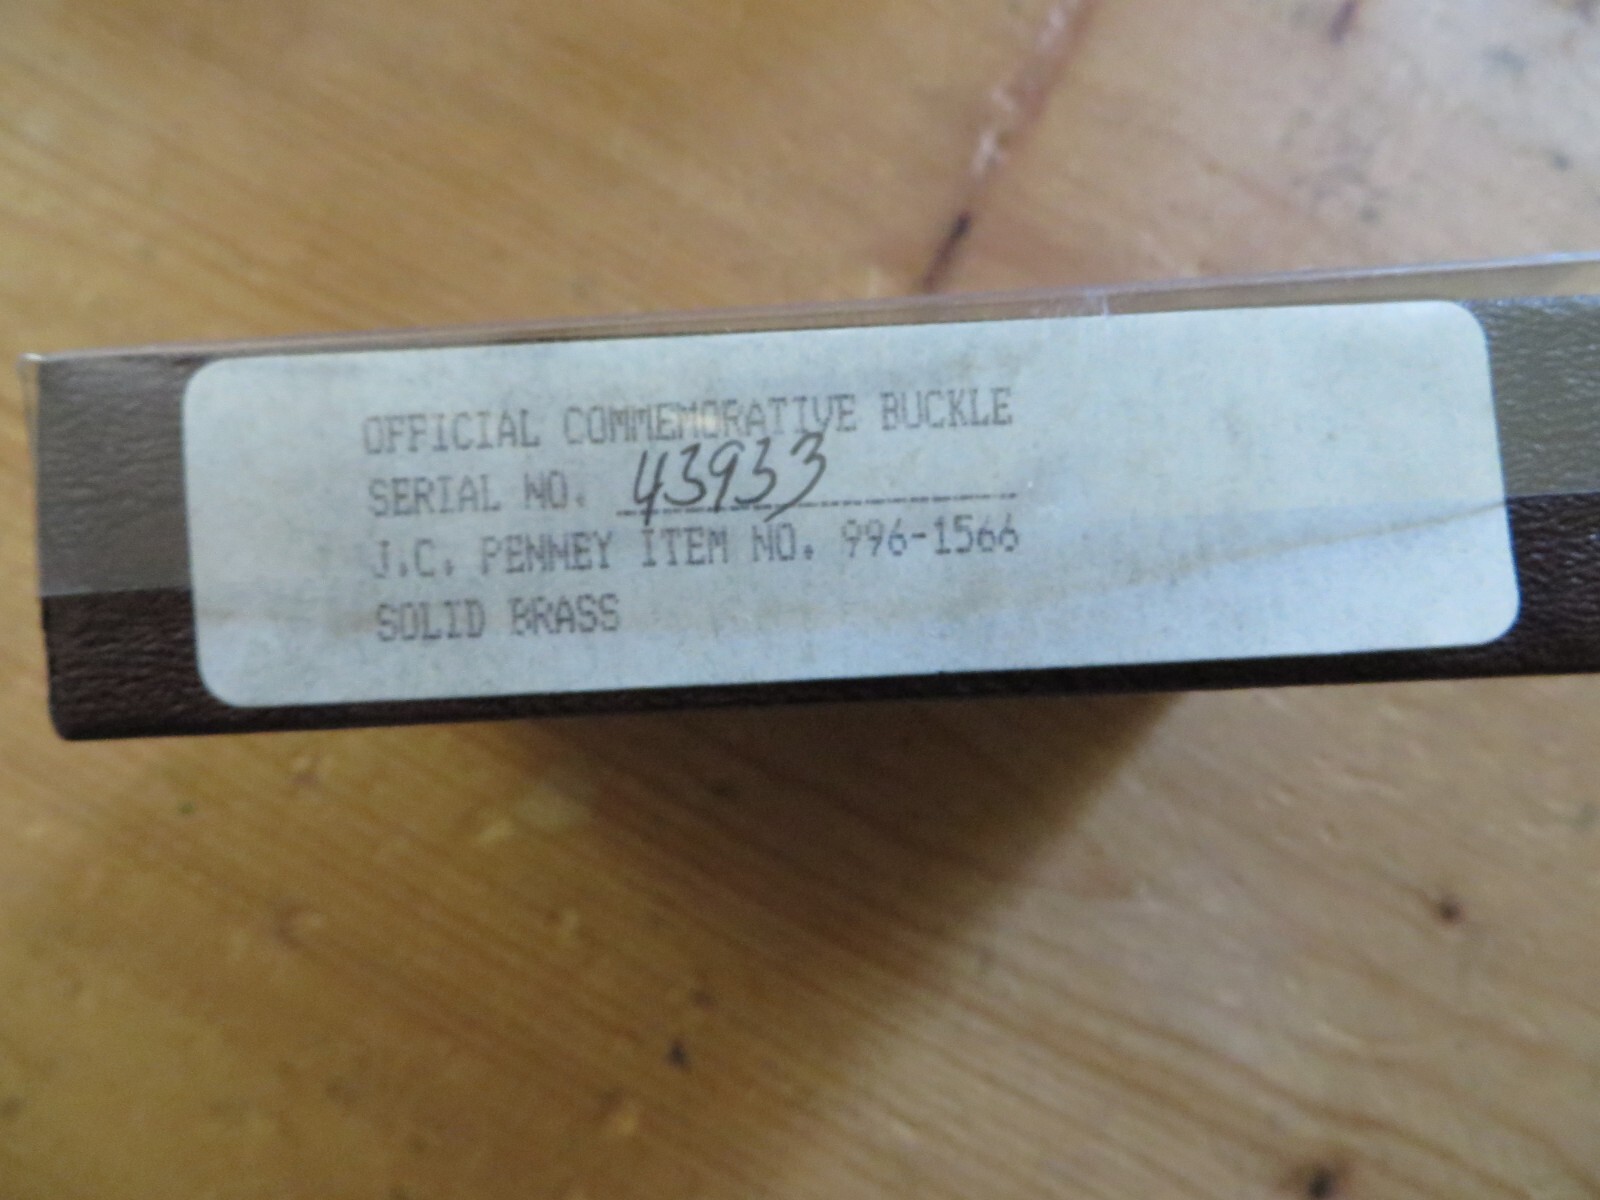 OFFICIAL COMMEMORATIVE BUCKLE
SERIAL NO. 43933
J.C. PENNEY ITEM NO. 996-1566
SOLID BRASS